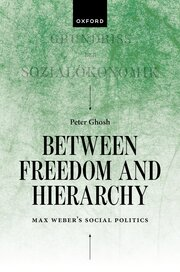 OXFORD
GRUNDRISS
DER
SOZIALÖKONOMIK
Peter Ghosh
BETWEEN
FREEDOM AND
HIERARCHY
MAX WEBER'S SOCIAL POLITICS